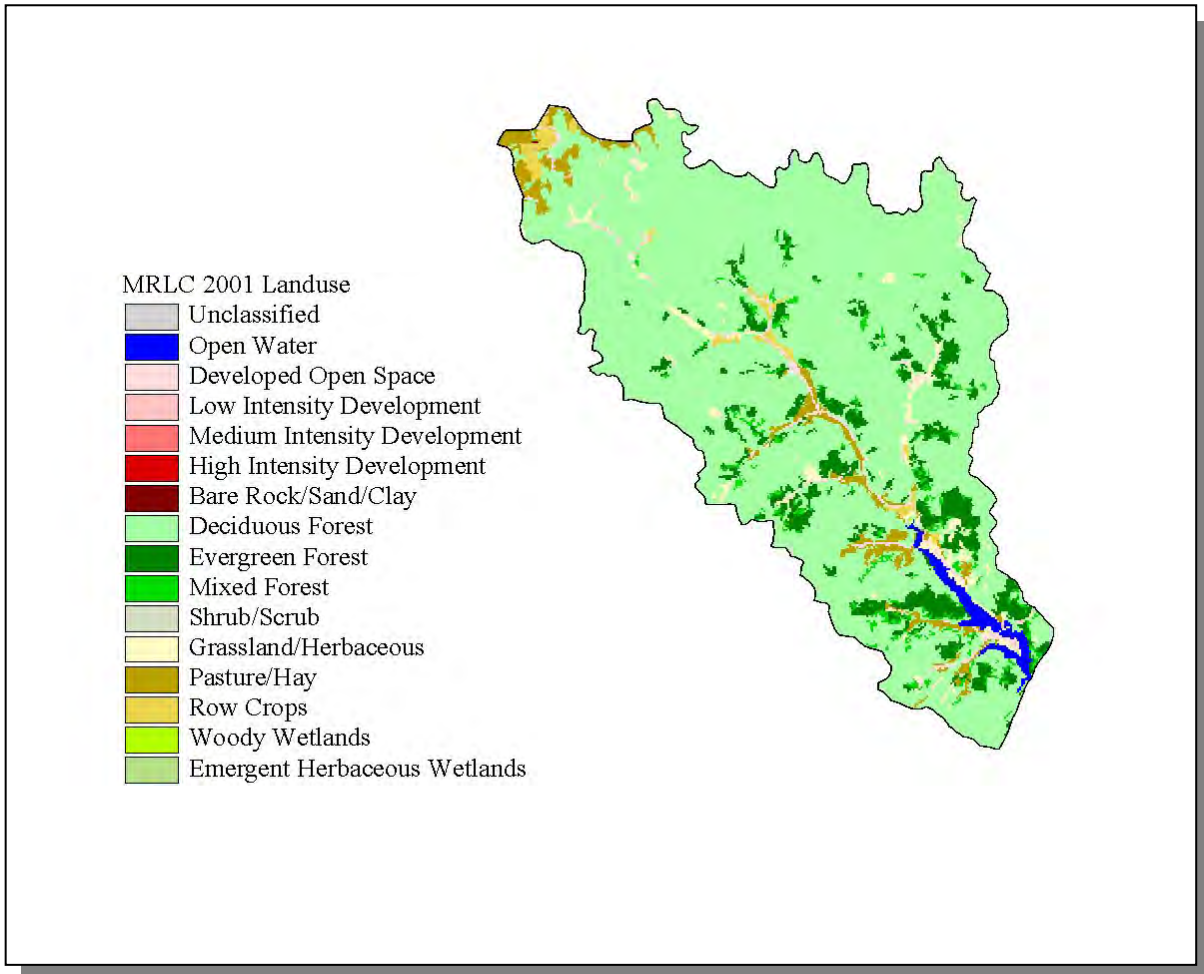 MRLC 2001 Landuse
Unclassified
Open Water
Developed Open Space
Low Intensity Development
Medium Intensity Development
High Intensity Development
Bare Rock/Sand/Clay
Deciduous Forest
Evergreen Forest
Mixed Forest
Shrub/Scrub
Grassland/Herbaceous
Pasture/Hay
Row Crops
Woody Wetlands
Emergent Herbaceous Wetlands